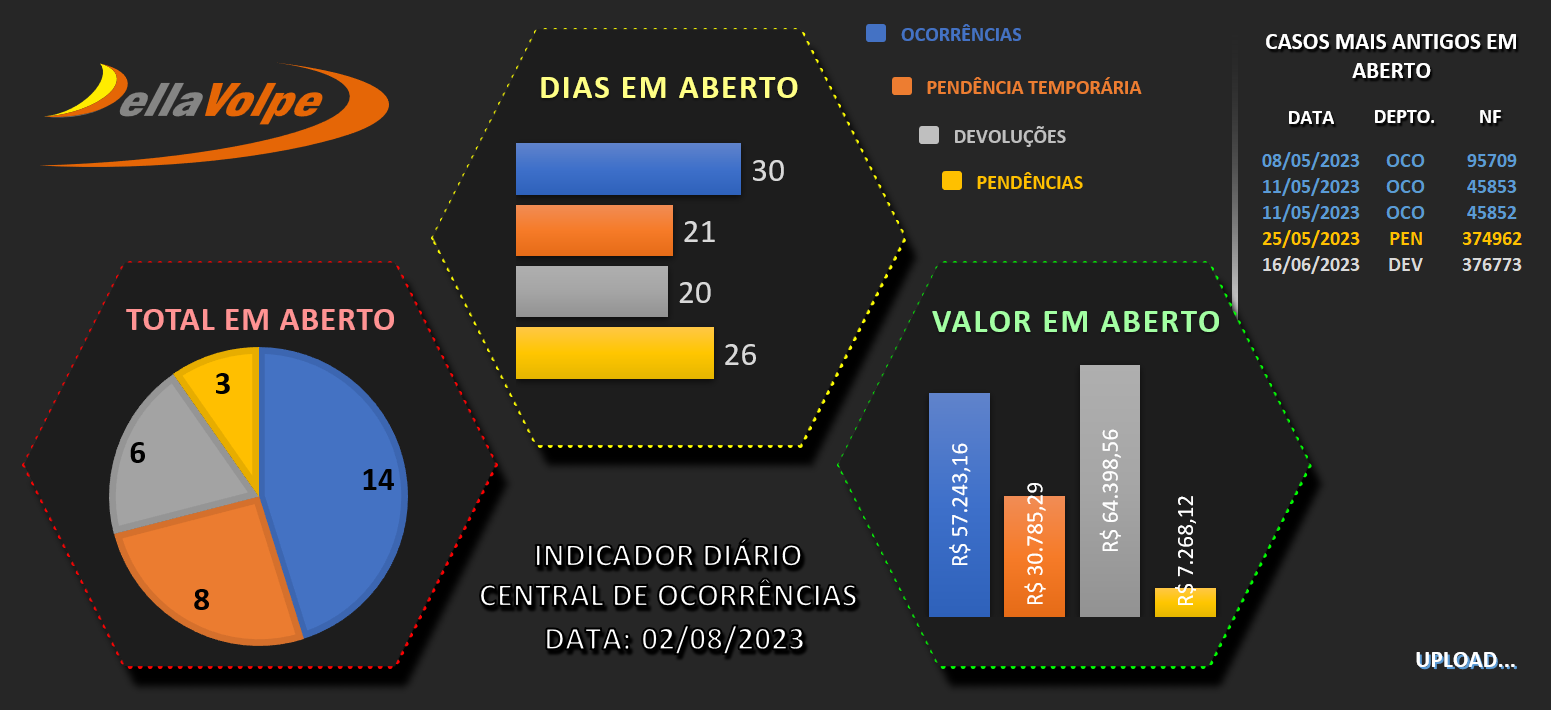 ellaVolpe
DIAS EM ABERTO
30
21
20
26
OCORRÊNCIAS
PENDÊNCIA TEMPORÁRIA
DEVOLUÇÕES
PENDÊNCIAS
CASOS MAIS ANTIGOS EM
ABERTO
DATA DEPTO. NF
08/05/2023 OCO 95709
11/05/2023 OCO 45853
11/05/2023 OCO 45852
25/05/2023 PEN 374962
16/06/2023 DEV 376773
TOTAL EM ABERTO
3
6
14
8
VALOR EM ABERTO
R$ 57.243,16
R$ 30.785,29
R$ 64.398,56
R$ 7.268,12
INDICADOR DIÁRIO
CENTRAL DE OCORRÊNCIAS
DATA: 02/08/2023
UPLOAD...